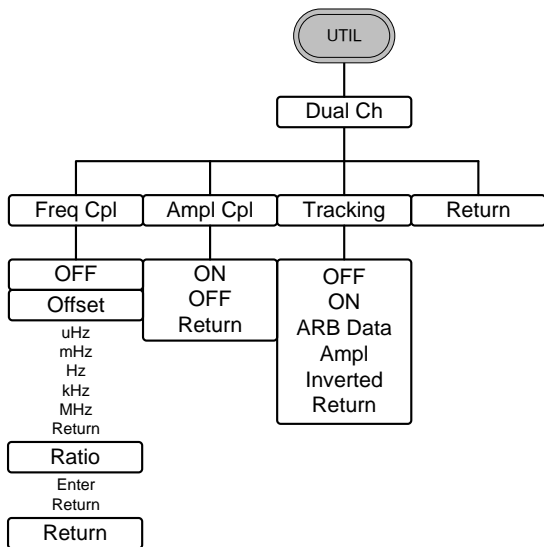 UTIL
Dual Ch
Freq Cpl
Ampl Cpl
Tracking
Return
OFF
Offset
uHz
mHz
Hz
kHz
MHz
Return
Ratio
Enter
Return
Return
ON
OFF
Return
OFF
ON
ARB Data
Ampl
Inverted
Return